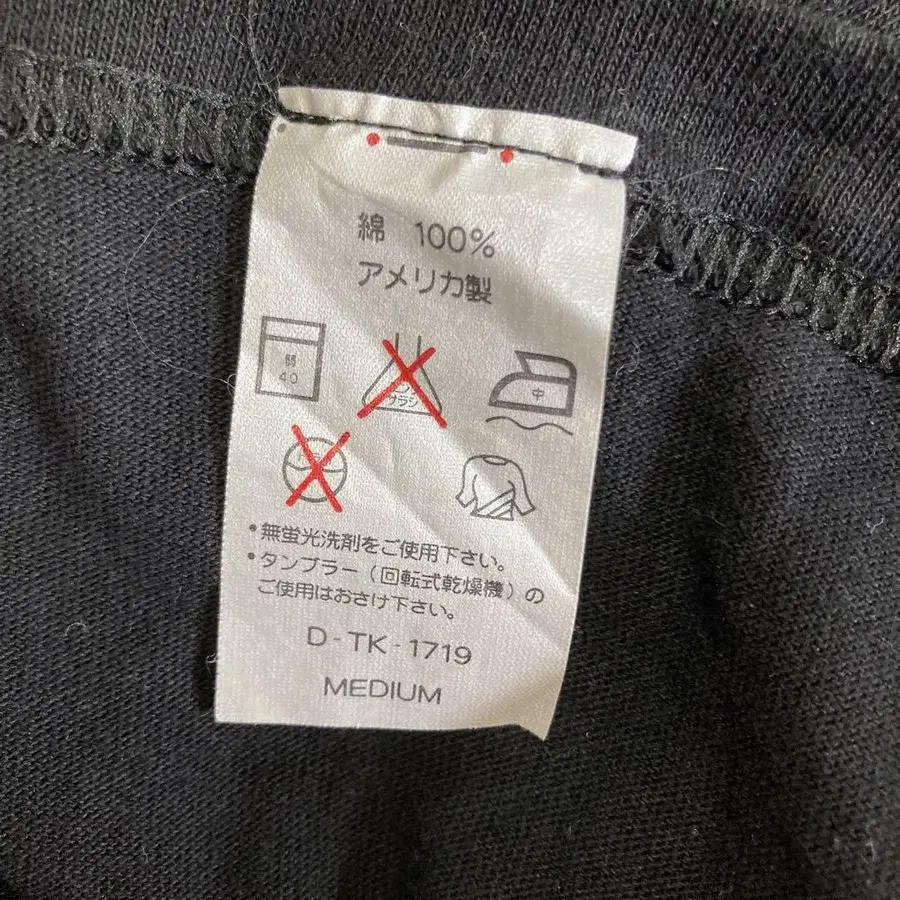 綿 100%
アメリカ製
弱
40
サラシ
中
•無蛍光洗剤をご使用下さい。
•タンブラー(回転式乾燥機)の
ご使用はおさけ下さい。
D-TK-1719
MEDIUM